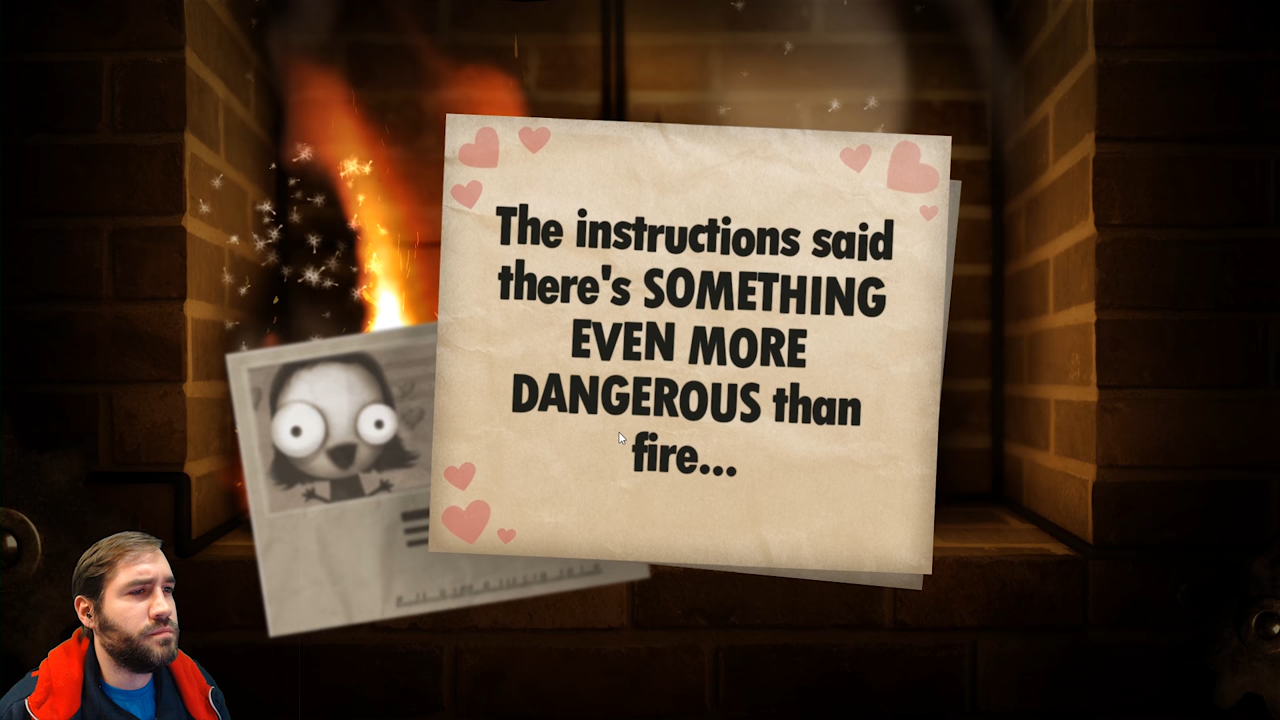 The instructions said
there's SOMETHING
EVEN MORE
DANGEROUS than
fire...